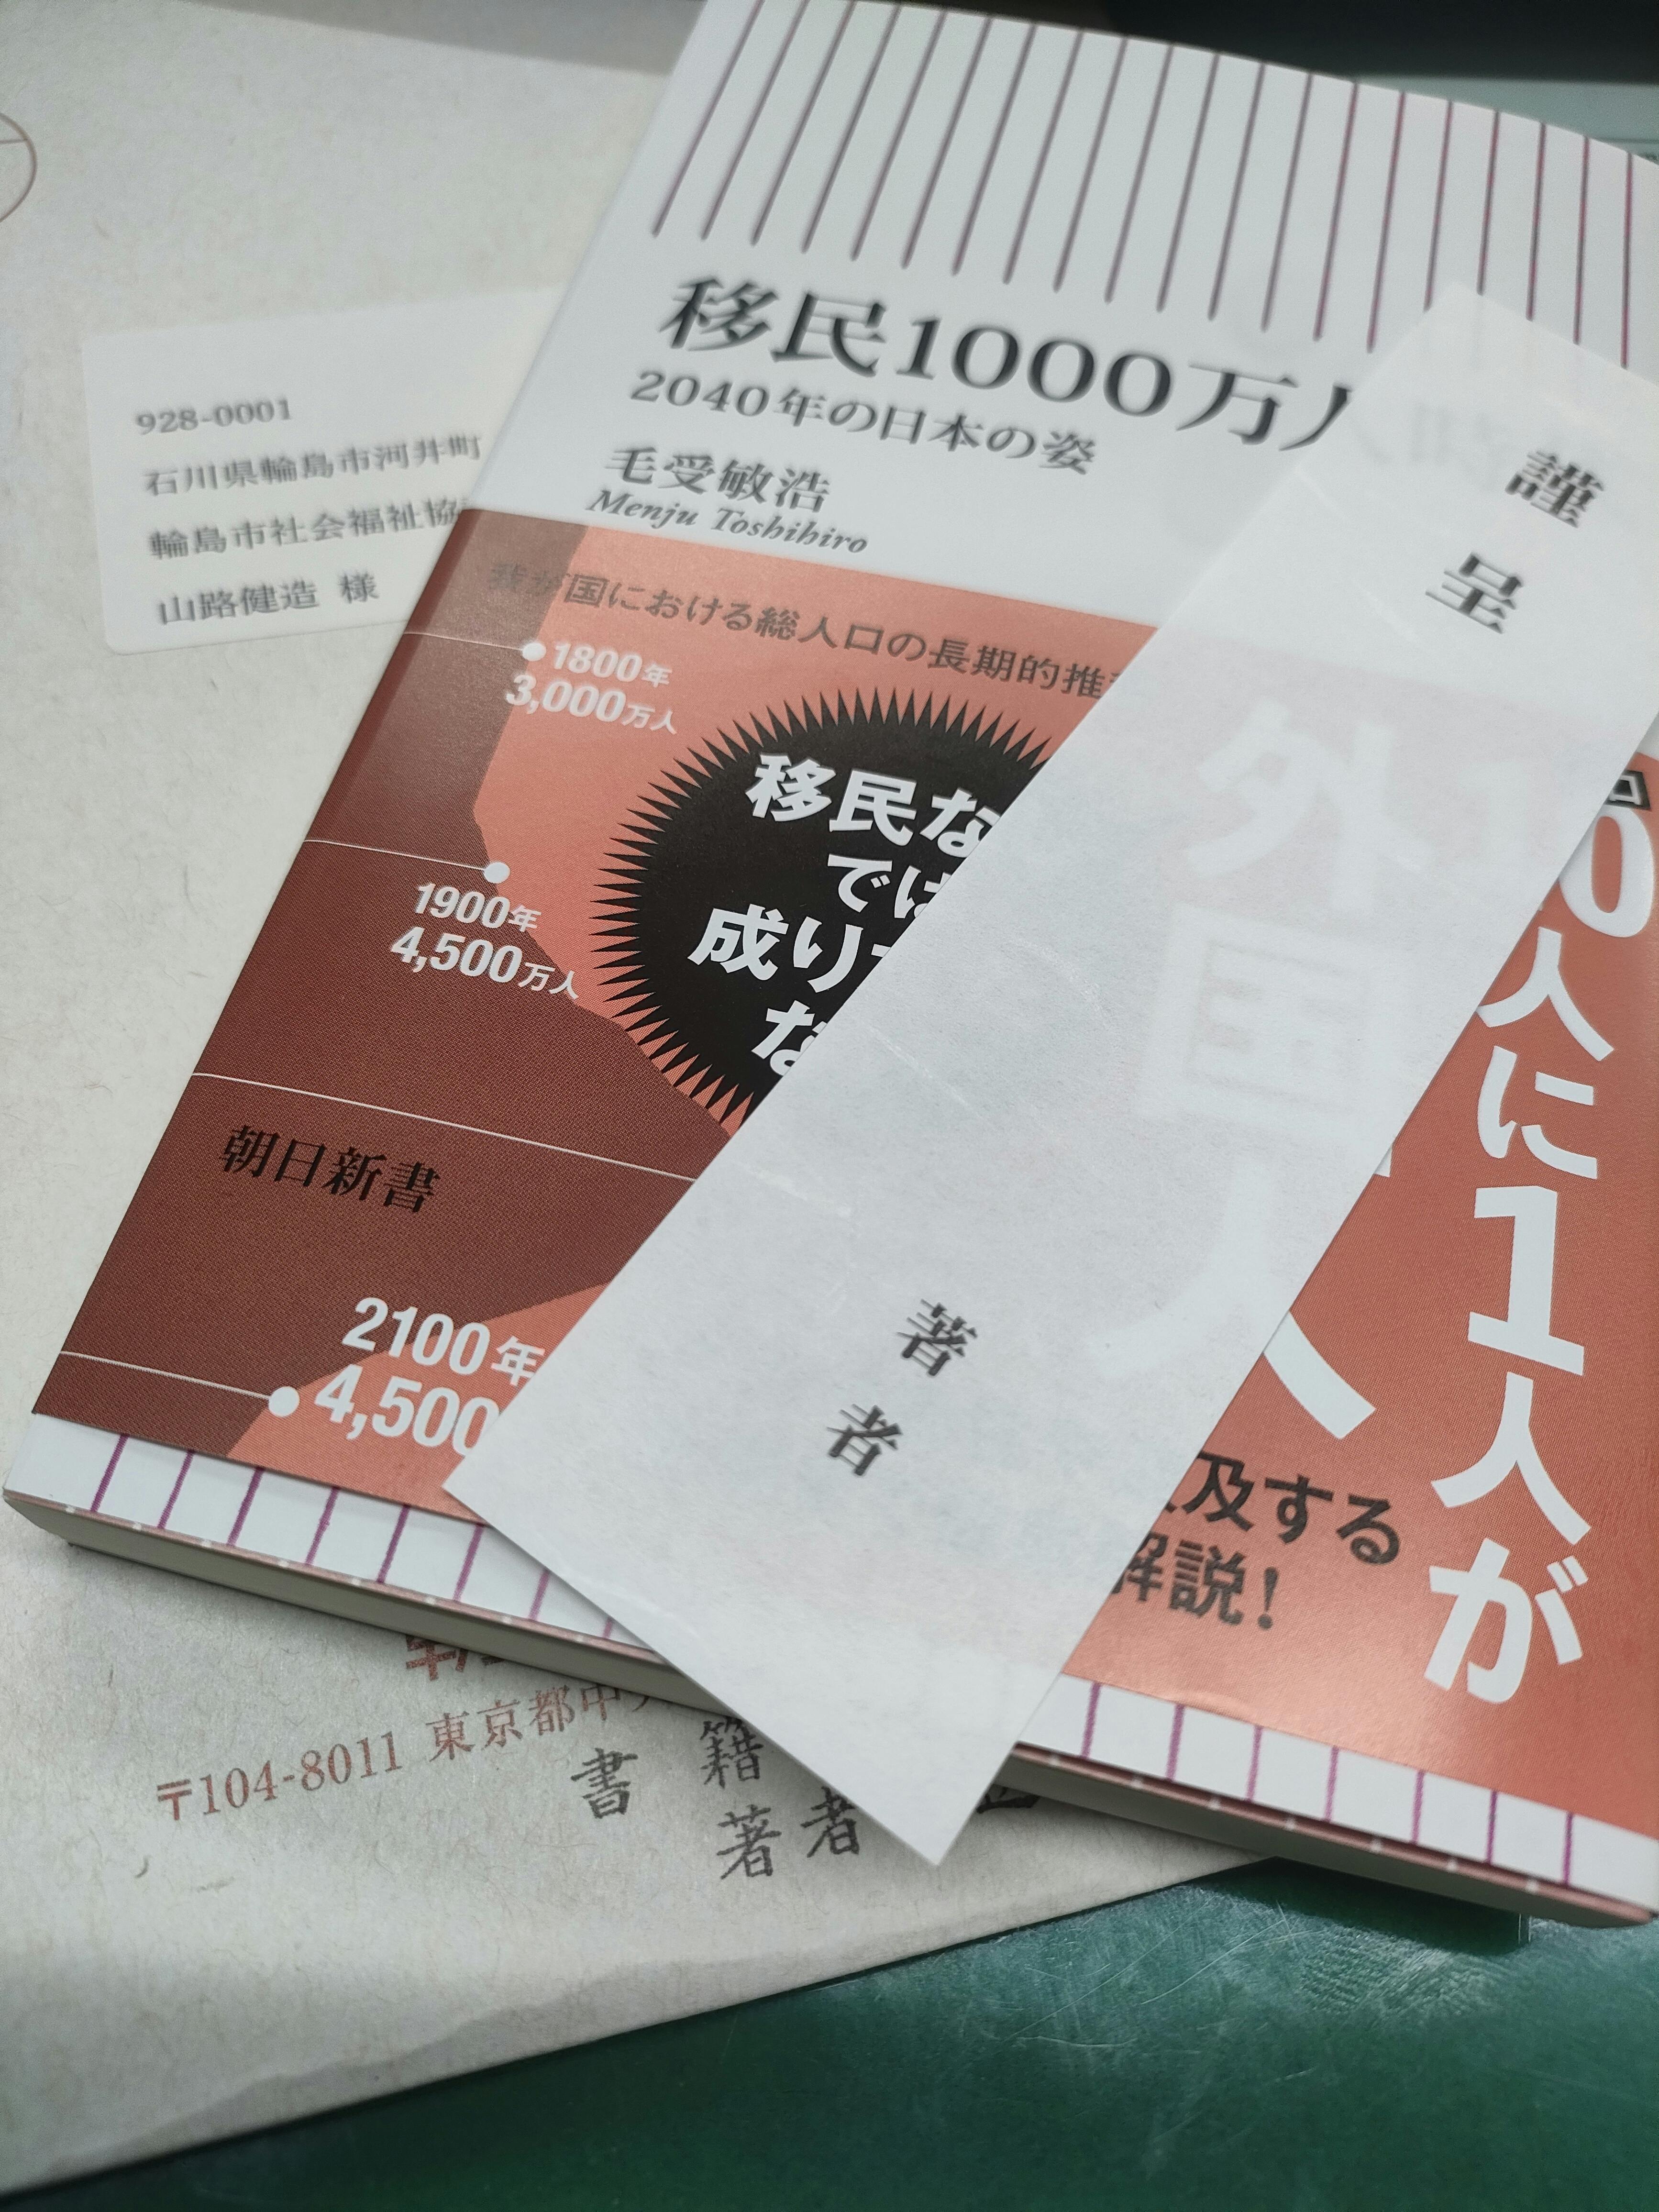 928-0001
石川県輪島市河井町
輪島市社会福祉協
山路健造 様
移民1000万人
2040年の日本の姿
毛受敏浩
Menju Toshihiro
我が国における総人口の長期的推
1800年
3,000万人
1900年
4,500万人
移民な
では
成り
な
朝日新書
2100年
4,500
謹呈
著者
外国人
0人に1人が
及する
解説!
〒104-8011 東京都中
書籍
著者